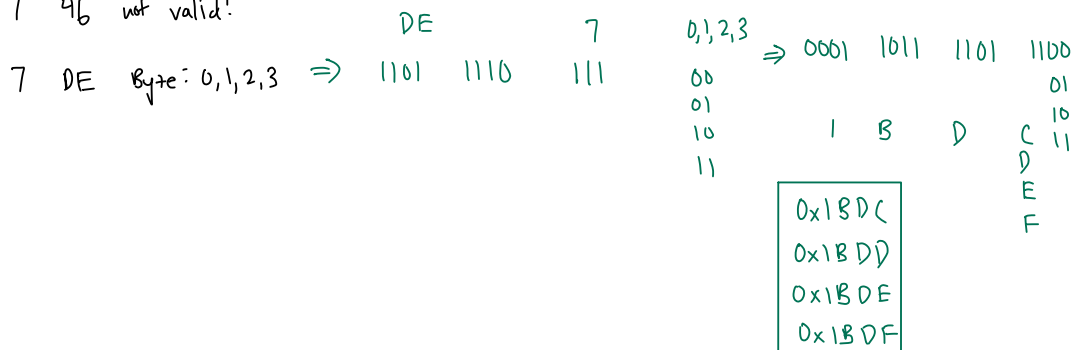 7 46 not valid!
DE 7 0,1,2,3
7 DE Byte: 0,1,2,3 ⇒ 1101 1110 111 00 ⇒ 0001 1011 1101 1100
01 01
10 10
11 11
1 B D C
D
E
F
0x1BDC
0x1BDD
0x1BDE
0x1BDF